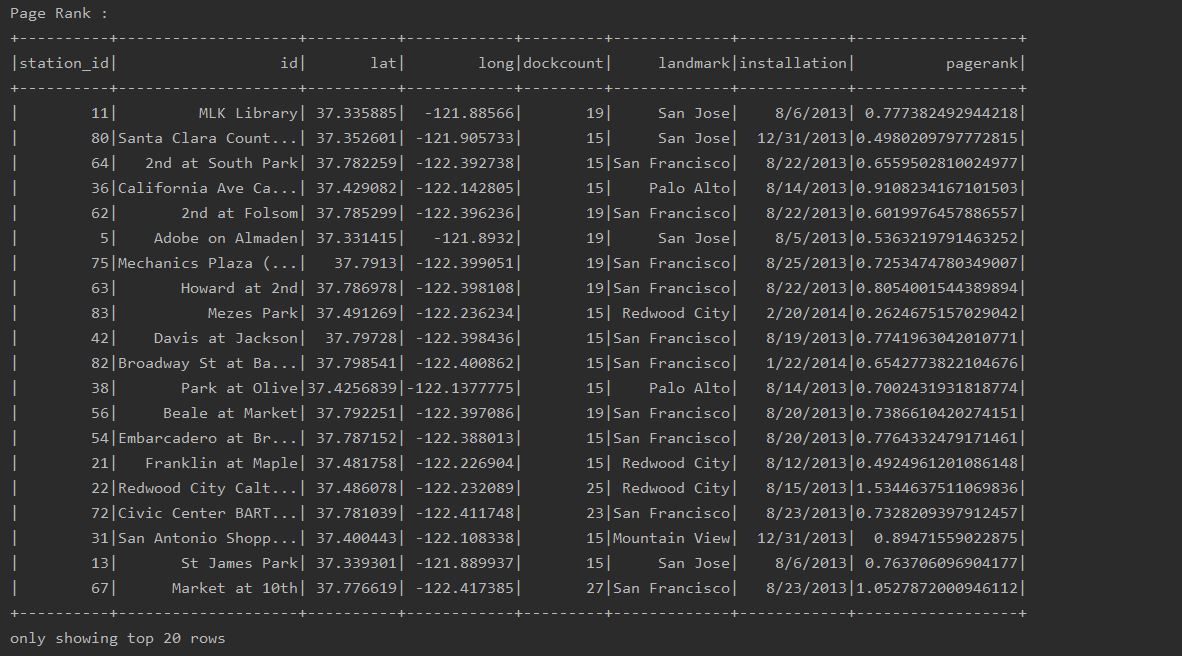 Page Rank :
+----------+--------------------+----------+------------+---------+-------------+------------+------------------+
|station_id|                  id|       lat|        long|dockcount|     landmark|installation|          pagerank|
+----------+--------------------+----------+------------+---------+-------------+------------+------------------+
|        11|         MLK Library| 37.335885|  -121.88566|       19|     San Jose|    8/6/2013| 0.777382492944218|
|        80|Santa Clara Count...| 37.352601| -121.905733|       15|     San Jose|  12/31/2013|0.4980209797772815|
|        64|   2nd at South Park| 37.782259| -122.392738|       15|San Francisco|   8/22/2013|0.6559502810024977|
|        36|California Ave Ca...| 37.429082| -122.142805|       15|    Palo Alto|   8/14/2013|0.9108234167101503|
|        62|       2nd at Folsom| 37.785299| -122.396236|       19|San Francisco|   8/22/2013|0.6019976457886557|
|         5|    Adobe on Almaden| 37.331415|   -121.8932|       19|     San Jose|    8/5/2013|0.5363219791463252|
|        75|Mechanics Plaza (...|   37.7913| -122.399051|       19|San Francisco|   8/25/2013|0.7253474780349007|
|        63|       Howard at 2nd| 37.786978| -122.398108|       19|San Francisco|   8/22/2013|0.8054001544389894|
|        83|          Mezes Park| 37.491269| -122.236234|       15| Redwood City|   2/20/2014|0.2624675157029042|
|        42|    Davis at Jackson|  37.79728| -122.398436|       15|San Francisco|   8/19/2013|0.7741963042010771|
|        82|Broadway St at Ba...| 37.798541| -122.400862|       15|San Francisco|   1/22/2014|0.6542773822104676|
|        38|       Park at Olive|37.4256839|-122.1377775|       15|    Palo Alto|   8/14/2013|0.7002431931818774|
|        56|     Beale at Market| 37.792251| -122.397086|       19|San Francisco|   8/20/2013|0.7386610420274151|
|        54|Embarcadero at Br...| 37.787152| -122.388013|       15|San Francisco|   8/20/2013|0.7764332479171461|
|        21|   Franklin at Maple| 37.481758| -122.226904|       15| Redwood City|   8/12/2013|0.4924961201086148|
|        22|Redwood City Calt...| 37.486078| -122.232089|       25| Redwood City|   8/15/2013|1.5344637511069836|
|        72|Civic Center BART...| 37.781039| -122.411748|       23|San Francisco|   8/23/2013|0.7328209397912457|
|        31|San Antonio Shopp...| 37.400443| -122.108338|       15|Mountain View|  12/31/2013|  0.89471559022875|
|        13|       St James Park| 37.339301| -121.889937|       15|     San Jose|    8/6/2013| 0.763706096904177|
|        67|      Market at 10th| 37.776619| -122.417385|       27|San Francisco|   8/23/2013|1.0527872000946112|
+----------+--------------------+----------+------------+---------+-------------+------------+------------------+
only showing top 20 rows